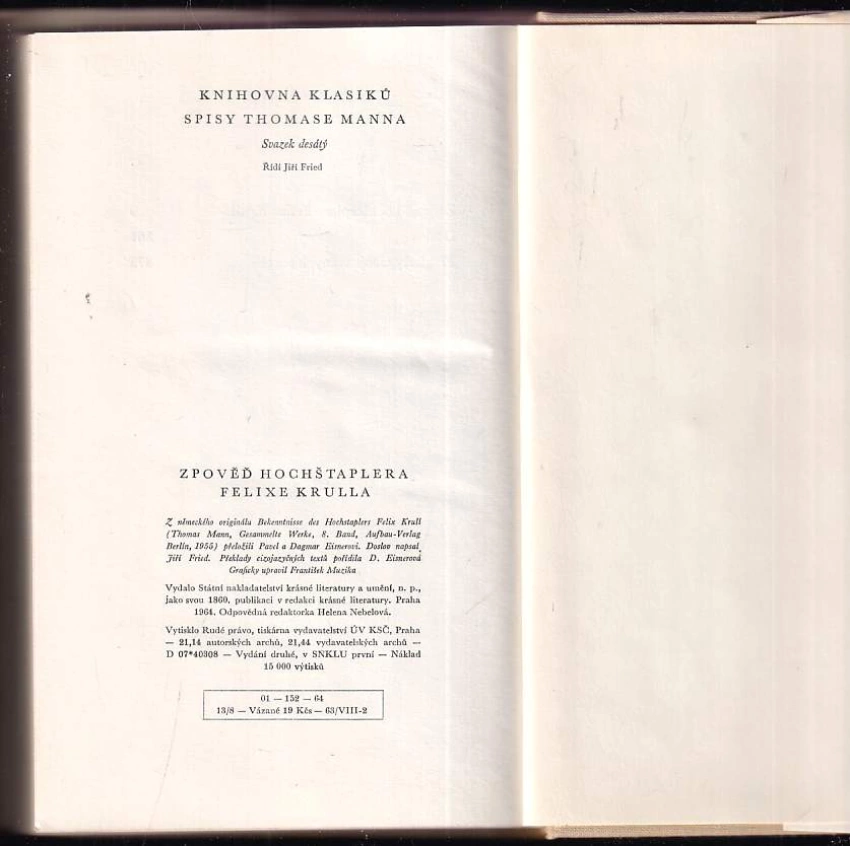 KNIHOVNA KLASIKŮ
SPISY THOMASE MANNA
Svazek desátý
Řídí Jiří Fried
ZPOVĚĎ HOCHŠTAPLERA
FELIXE KRULLA
Z německého originálu Bekenntnisse des Hochstaplers Felix Krull
(Thomas Mann, Gesammelte Werke, 8. Band, Aufbau-Verlag
Berlin, 1955) přeložili Pavel a Dagmar Eisnerovi. Doslov napsal
Jiří Fried. Překlady cizojazyčných textů pořídila D. Eisnerová
Graficky upravil František Muzika
Vydalo Státní nakladatelství krásné literatury a umění, n. p.,
jako svou 1860. publikaci v redakci krásné literatury. Praha
1964. Odpovědná redaktorka Helena Nebelová.
Vytisklo Rudé právo, tiskárna vydavatelství ÚV KSČ, Praha
— 21,14 autorských archů, 21,44 vydavatelských archů —
D 07*40308 — Vydání druhé, v SNKLU první — Náklad
15 000 výtisků
01 — 152 — 64
13/8 — Vázané 19 Kčs — 63/VIII-2